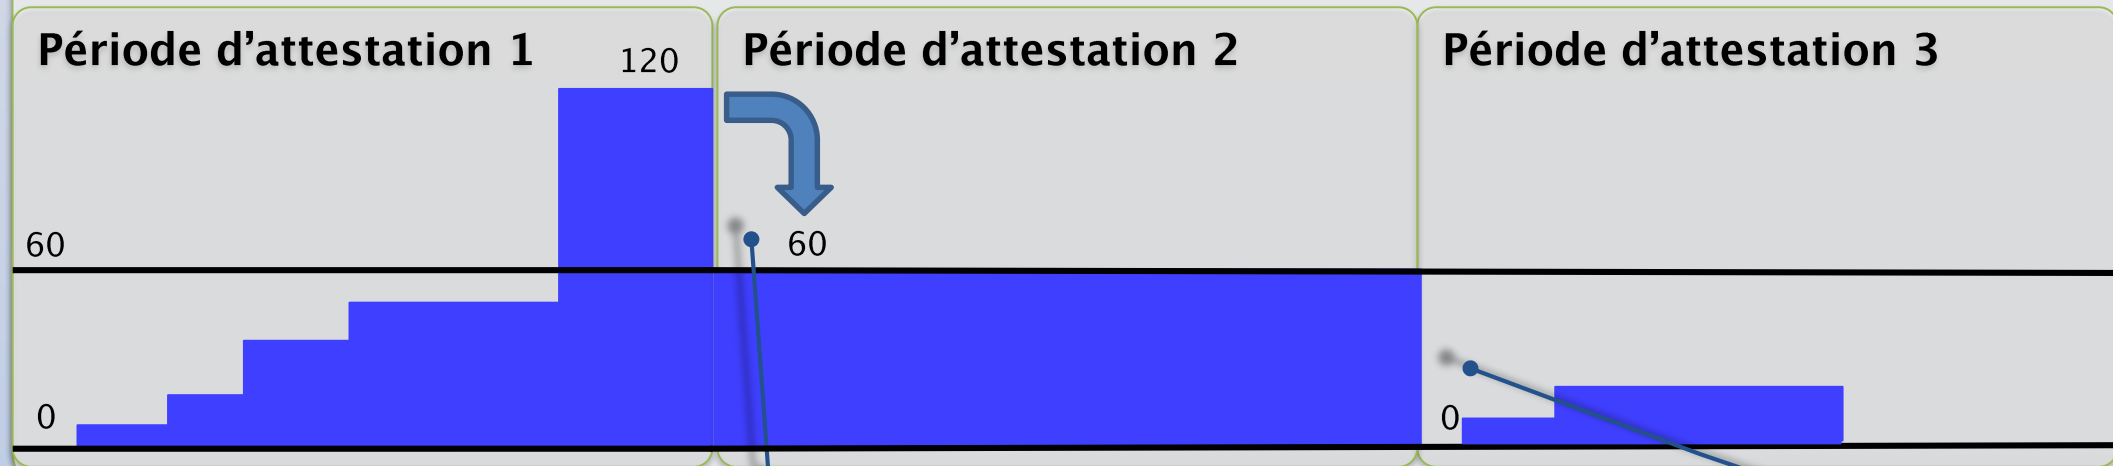 Période d’attestation 1
120
60
0
Période d’attestation 2
60
Période d’attestation 3
0